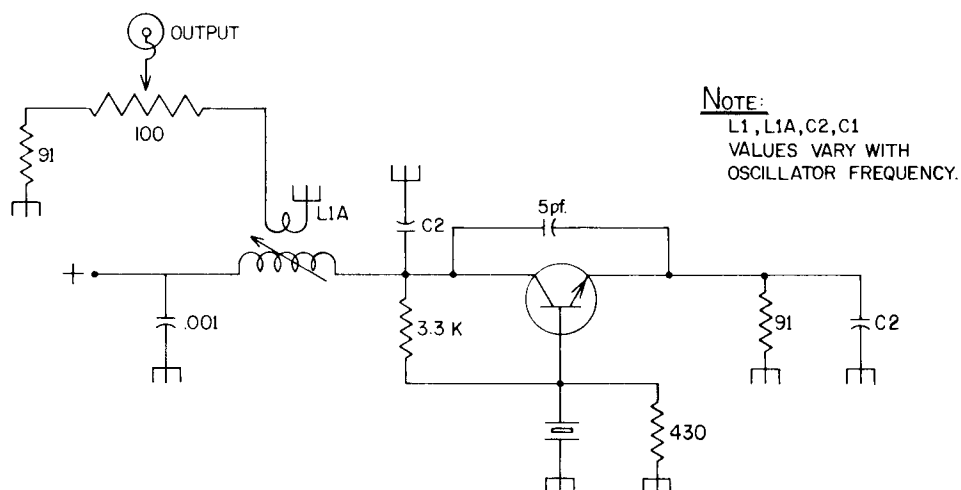 OUTPUT
100
91
NOTE:
L1, L1A, C2, C1
VALUES VARY WITH
OSCILLATOR FREQUENCY.
L1A
C2
5pf.
+
.001
3.3 K
91
C2
430